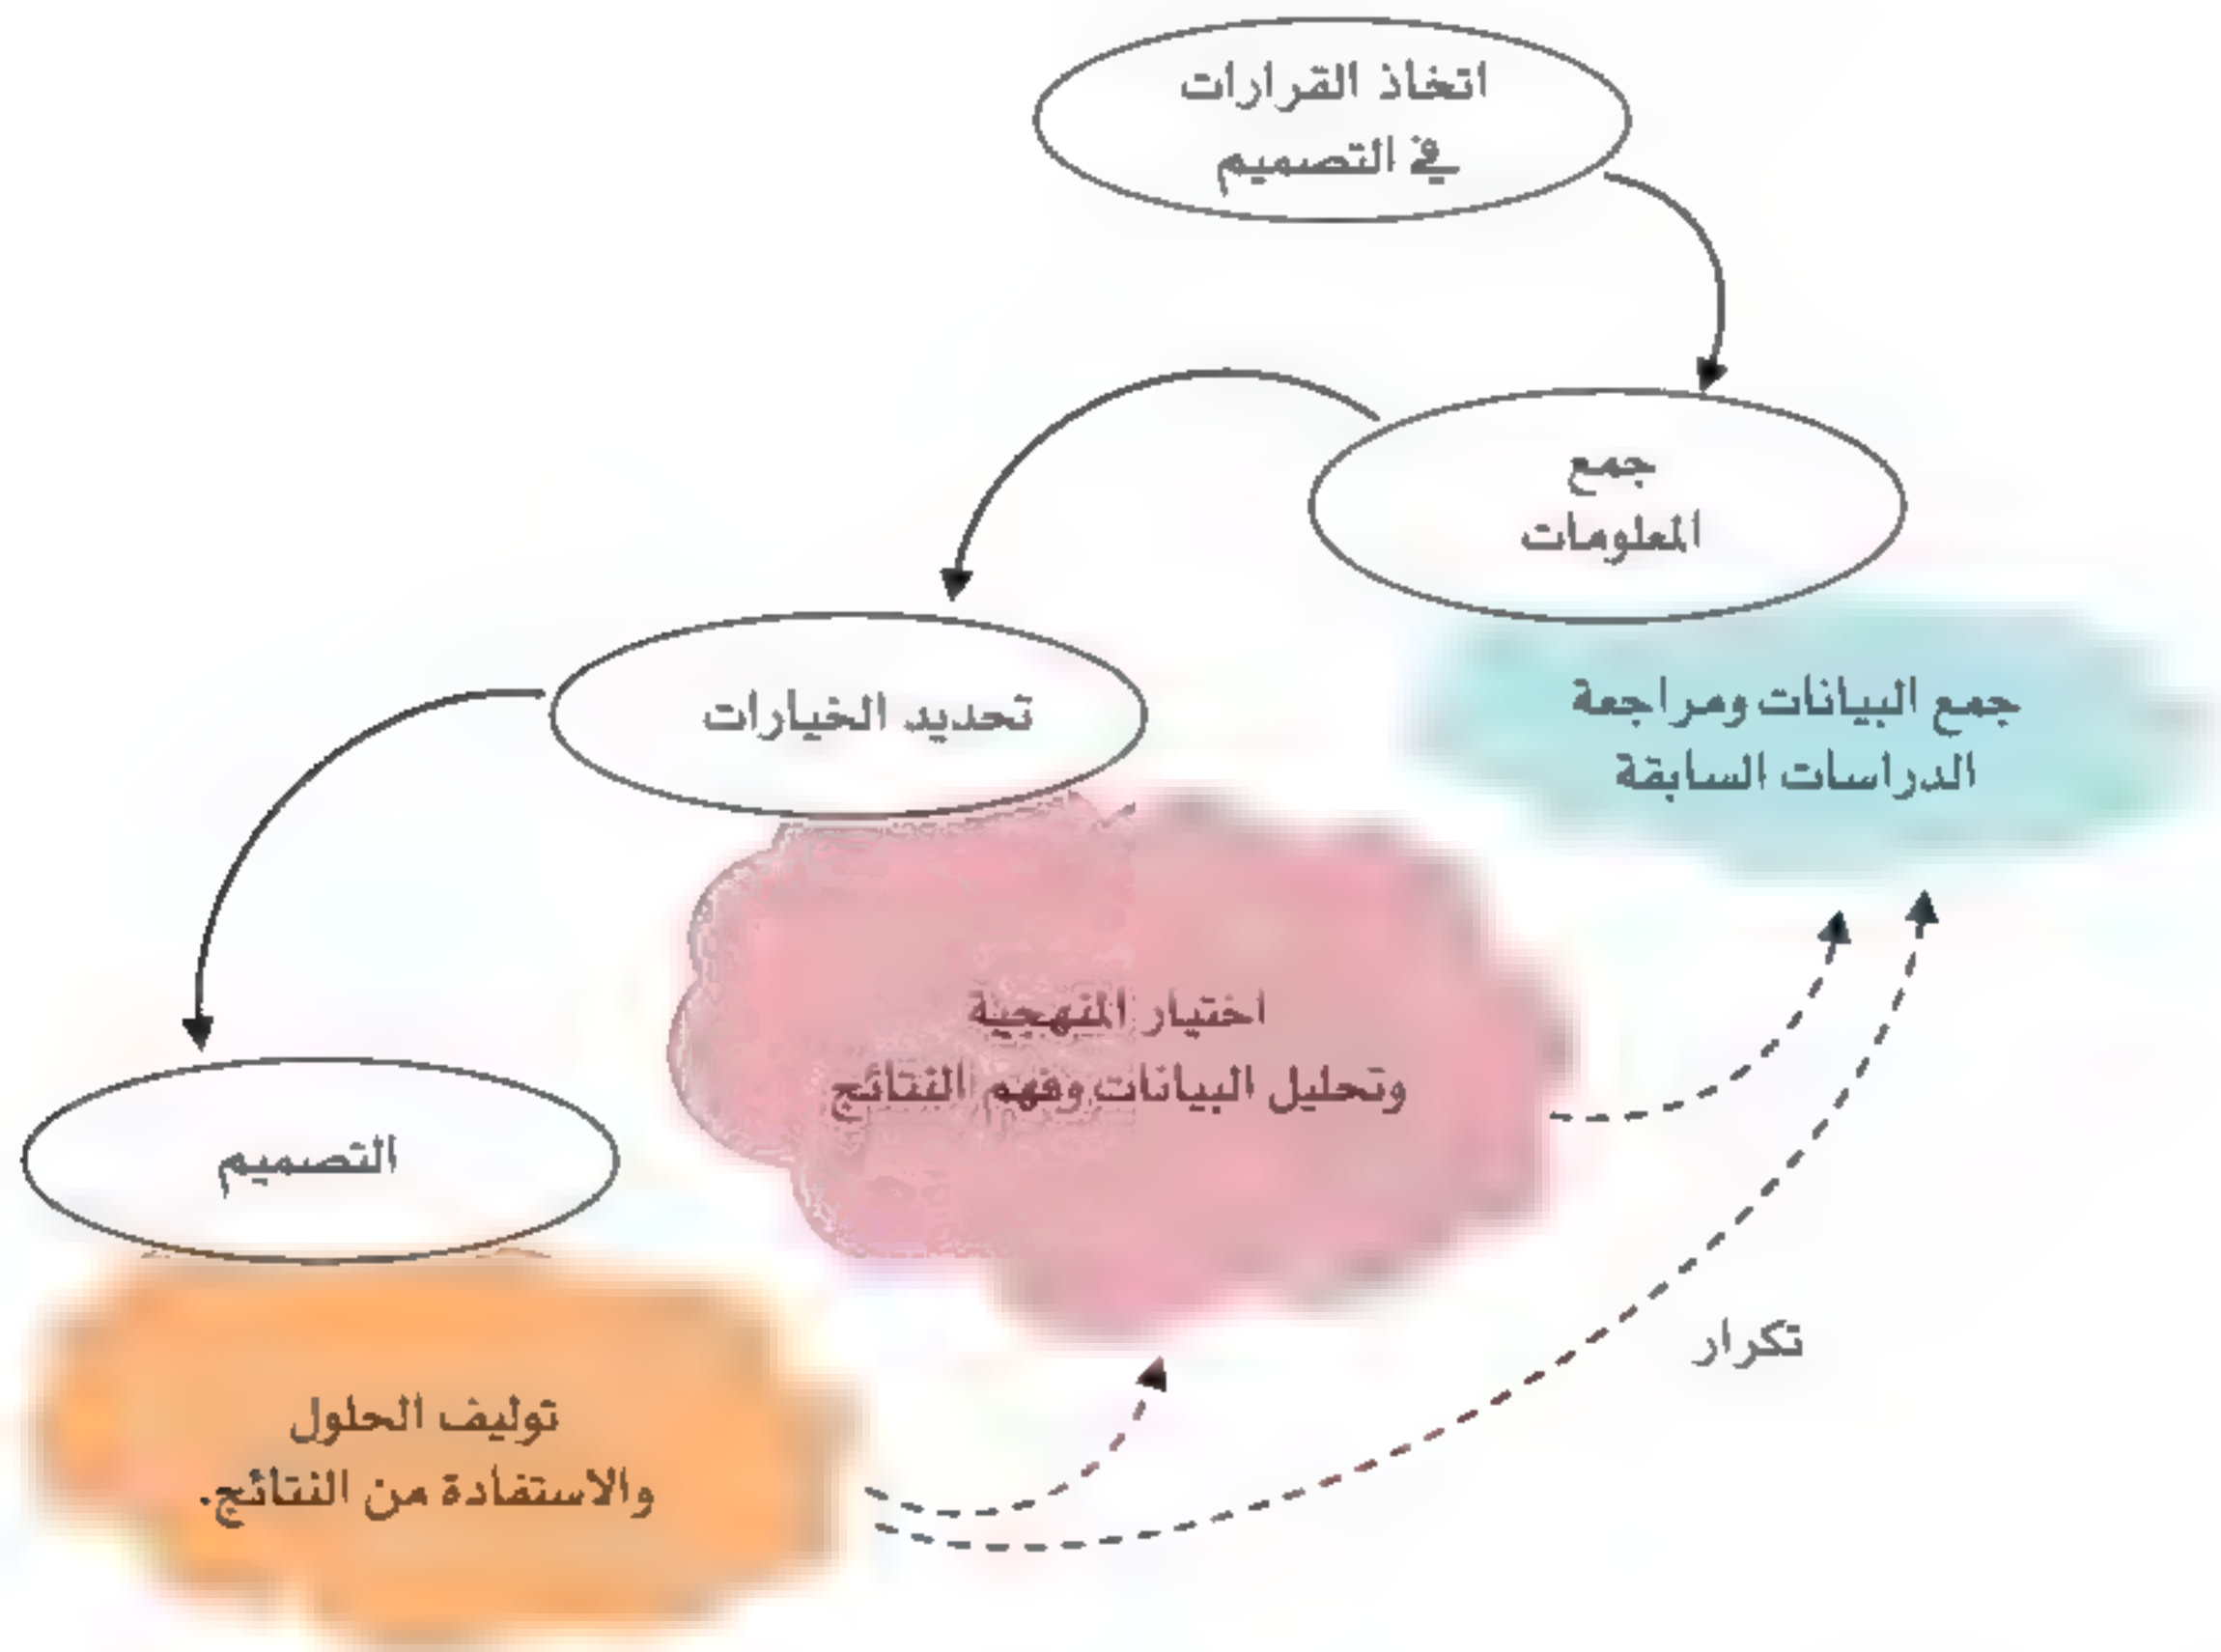 اتخاذ القرارات
في التصميم
جمع
المعلومات
جمع البيانات ومراجعة
الدراسات السابقة
تحديد الخيارات
اختيار المنهجية
وتحليل البيانات وفهم النتائج
التصميم
توليف الحلول
والاستفادة من النتائج.
تكرار